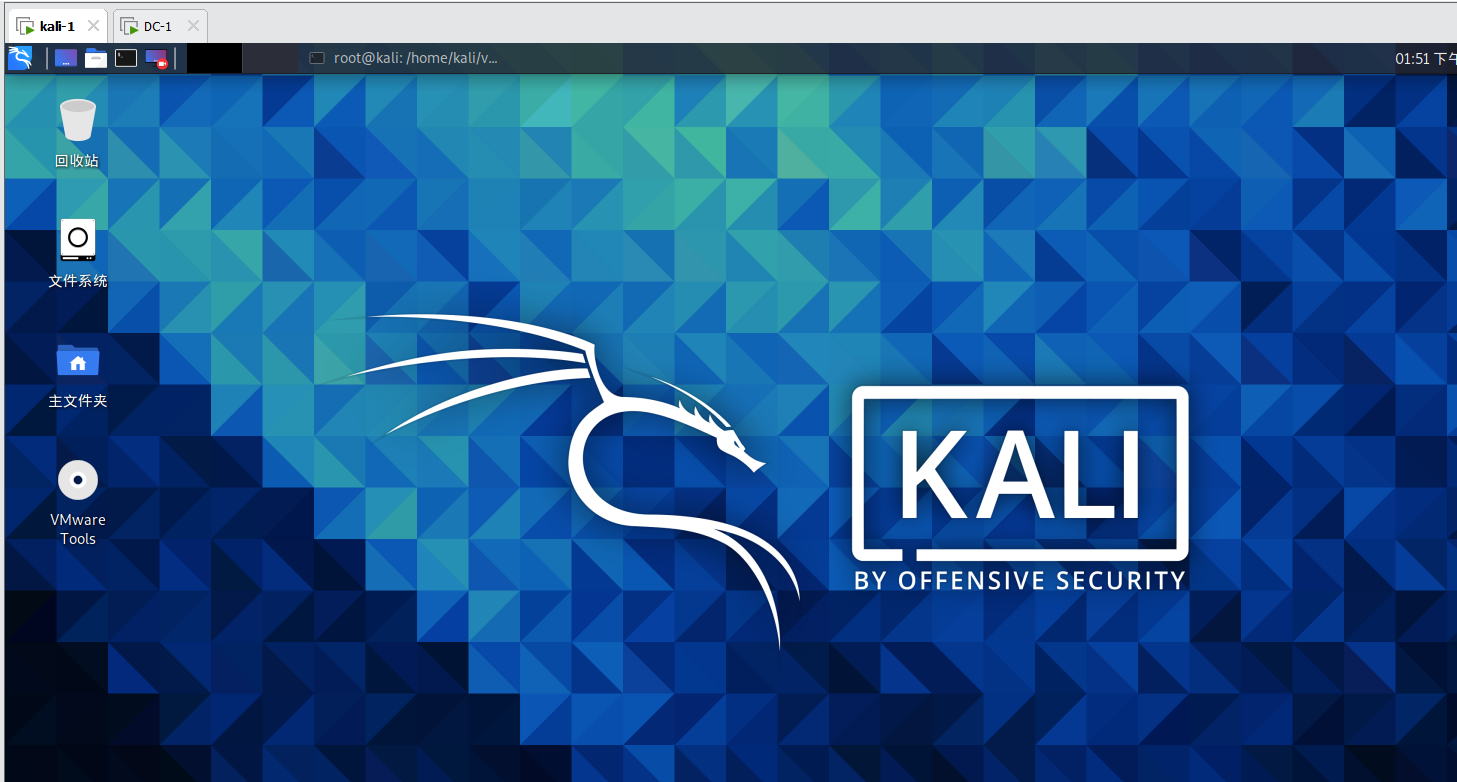 kali-1
DC-1
root@kali: /home/kali/v...
01:51 下午
回收站
文件系统
主文件夹
VMware
Tools
KALI
BY OFFENSIVE SECURITY